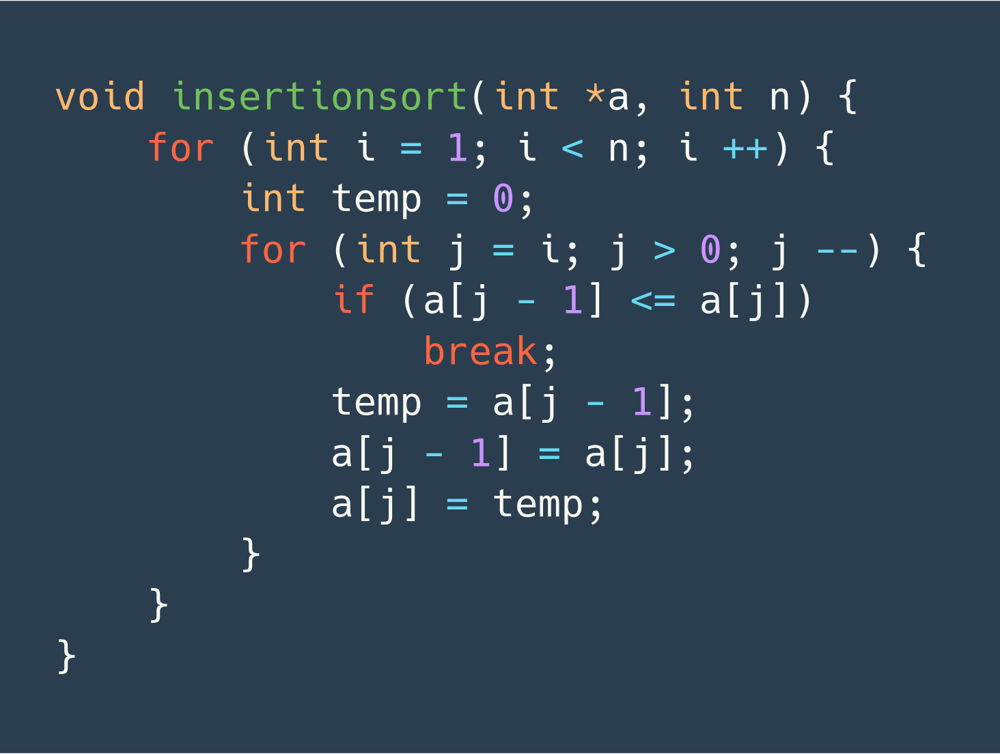 void insertionsort(int *a, int n) {
    for (int i = 1; i < n; i ++) {
        int temp = 0;
        for (int j = i; j > 0; j --) {
            if (a[j - 1] <= a[j])
                break;
            temp = a[j - 1];
            a[j - 1] = a[j];
            a[j] = temp;
        }
    }
}